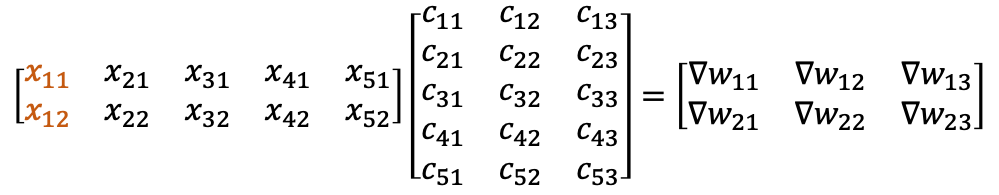 c₁₁ c₁₂ c₁₃
x₁₁ x₂₁ x₃₁ x₄₁ x₅₁ c₂₁ c₂₂ c₂₃ ∇w₁₁ ∇w₁₂ ∇w₁₃
c₃₁ c₃₂ c₃₃ =
x₁₂ x₂₂ x₃₂ x₄₂ x₅₂ c₄₁ c₄₂ c₄₃ ∇w₂₁ ∇w₂₂ ∇w₂₃
c₅₁ c₅₂ c₅₃